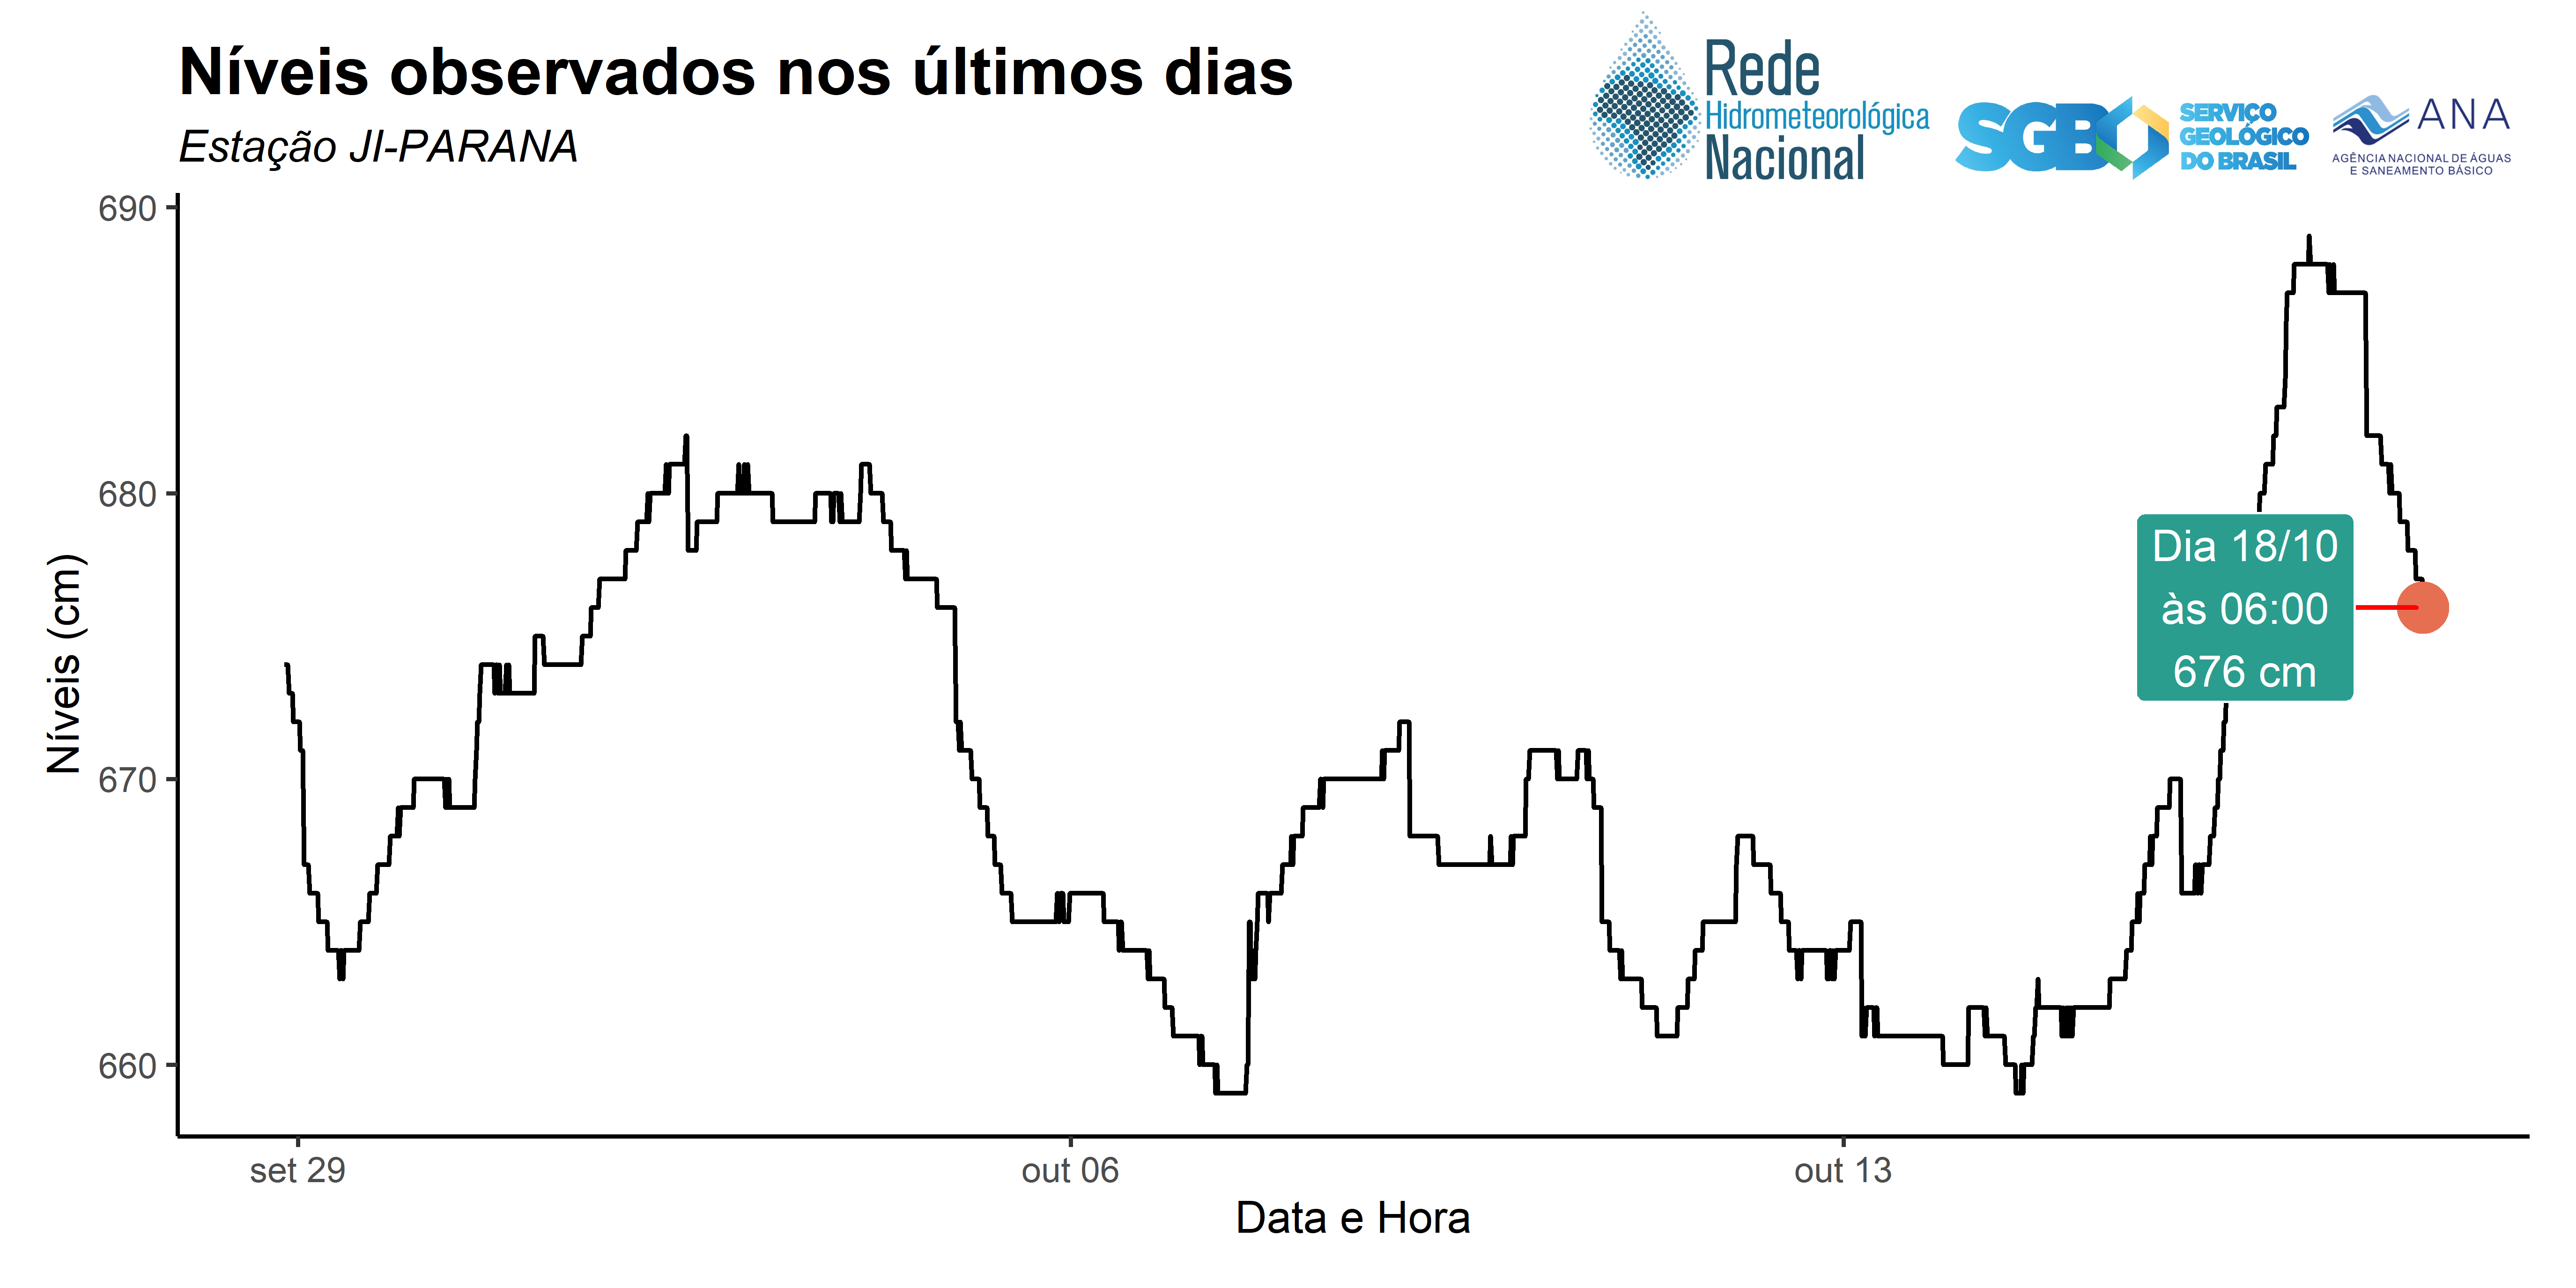 Níveis observados nos últimos dias
Estação JI-PARANA
Rede
Hidrometeorológica
Nacional
SGB
SERVIÇO
GEOLÓGICO
DO BRASIL
ANA
AGÊNCIA NACIONAL DE ÁGUAS
E SANEAMENTO BÁSICO
Níveis (cm)
690
680
670
660
Dia 18/10
às 06:00
676 cm
set 29
out 06
out 13
Data e Hora